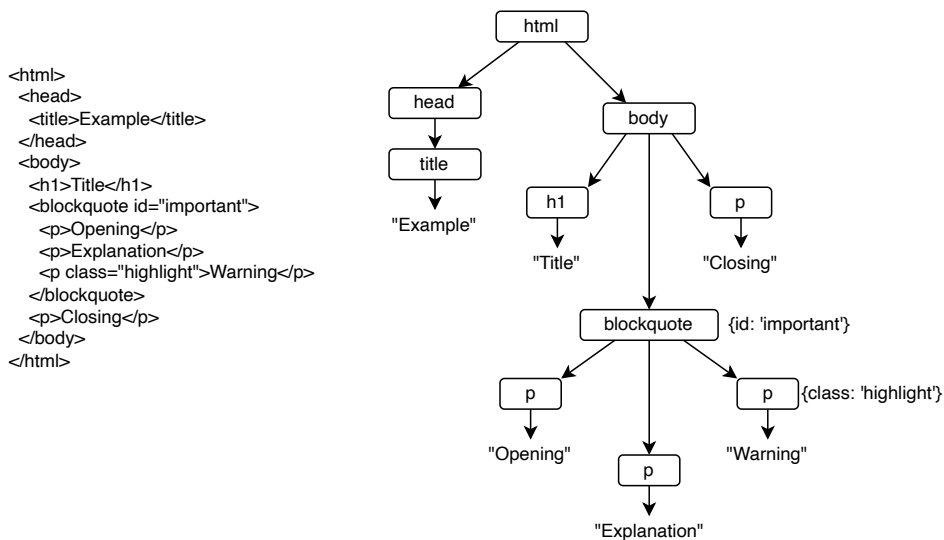 <html>
<head>
<title>Example</title>
</head>
<body>
<h1>Title</h1>
<blockquote id="important">
<p>Opening</p>
<p>Explanation</p>
<p class="highlight">Warning</p>
</blockquote>
<p>Closing</p>
</body>
</html>
html
head
body
title
h1
p
"Example"
"Title"
"Closing"
blockquote
{id: 'important'}
p
p
{class: 'highlight'}
"Opening"
"Warning"
p
"Explanation"